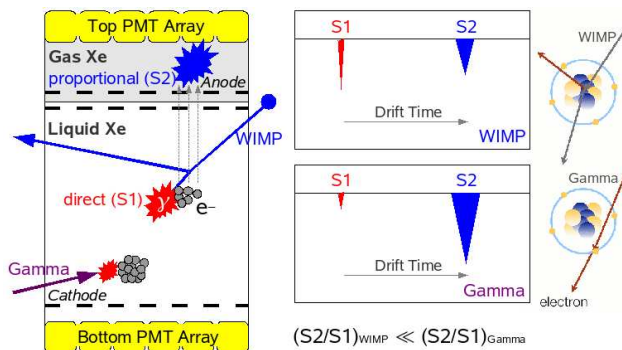 Top PMT Array
Gas Xe
proportional (S2)
Anode
Liquid Xe
WIMP
direct (S1)
γ
e⁻
Gamma
Cathode
Bottom PMT Array
S1 S2
Drift Time
WIMP
S1 S2
Drift Time
Gamma
(S2/S1)WIMP ≪ (S2/S1)Gamma
WIMP
Gamma
electron